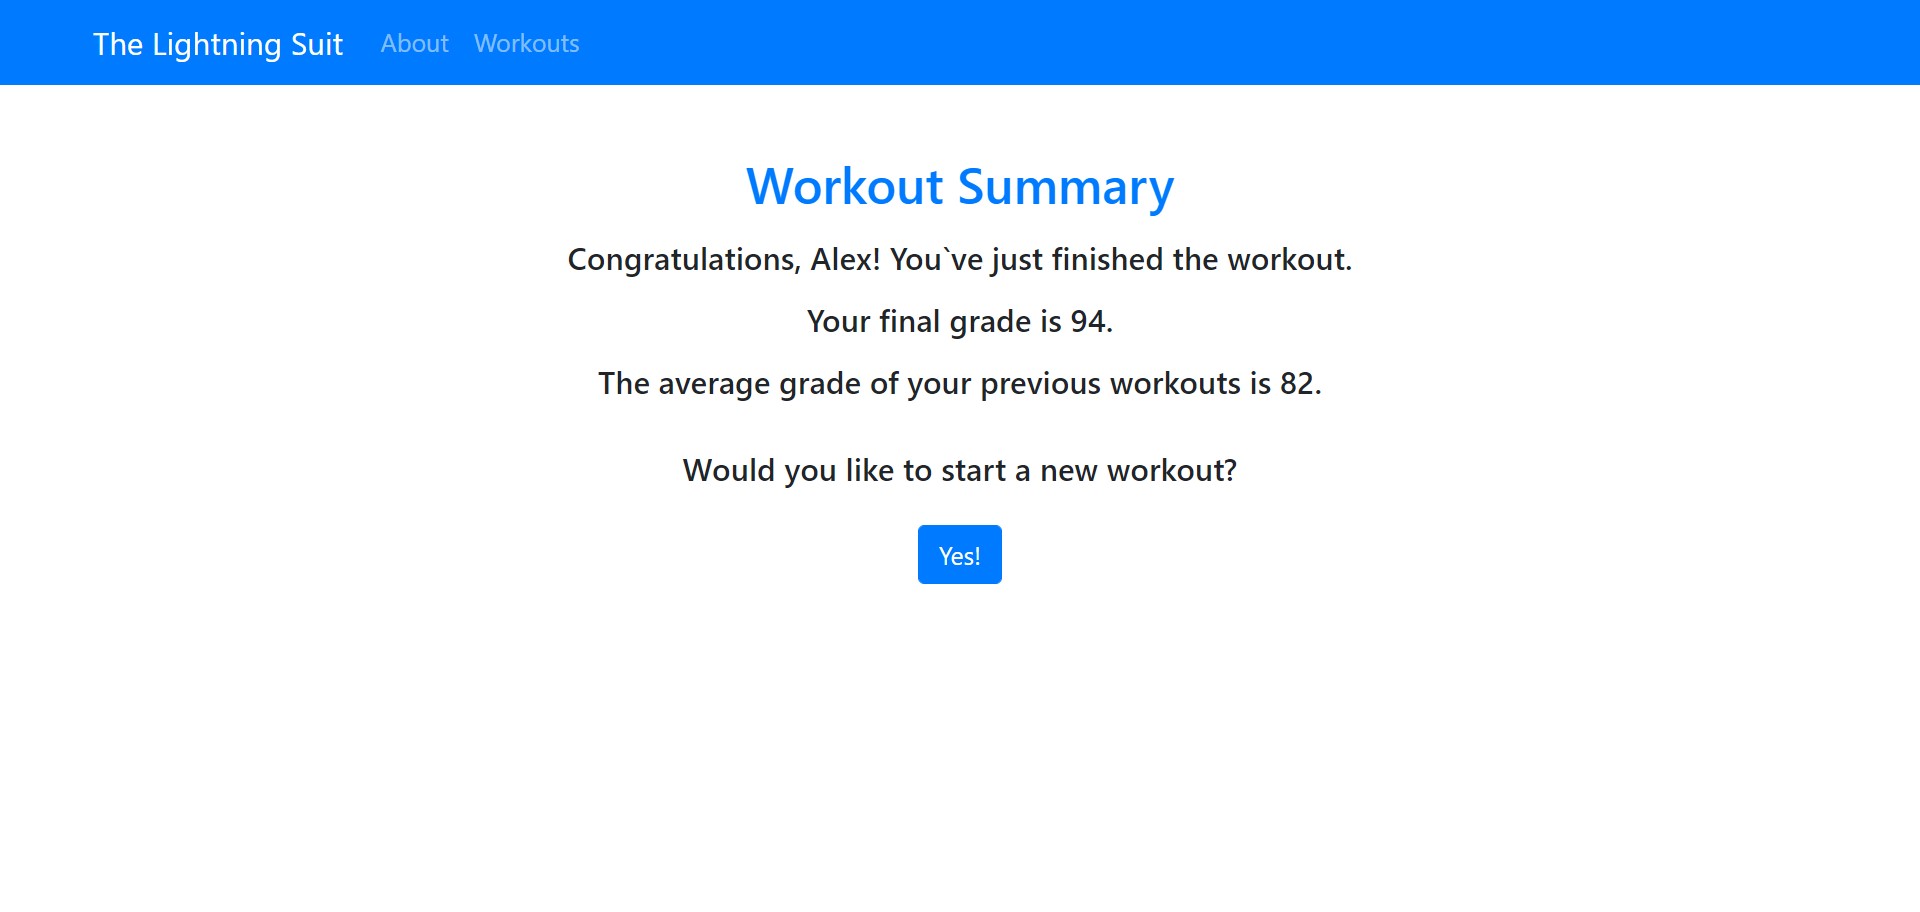 The Lightning Suit About Workouts
Workout Summary
Congratulations, Alex! You`ve just finished the workout.
Your final grade is 94.
The average grade of your previous workouts is 82.
Would you like to start a new workout?
Yes!